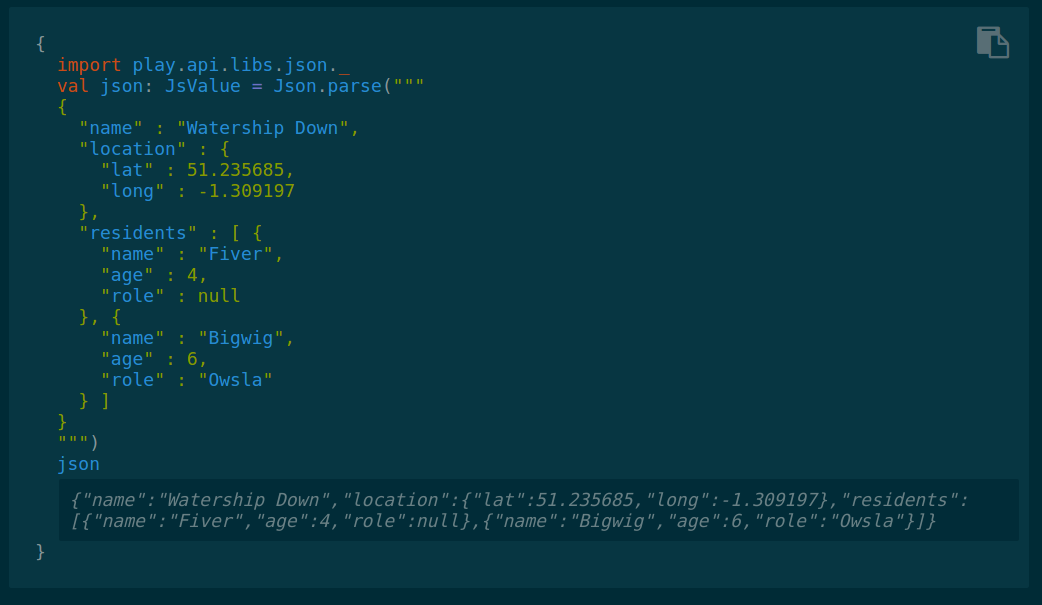 {
  import play.api.libs.json._
  val json: JsValue = Json.parse("""
  {
    "name" : "Watership Down",
    "location" : {
      "lat" : 51.235685,
      "long" : -1.309197
    },
    "residents" : [ {
      "name" : "Fiver",
      "age" : 4,
      "role" : null
    }, {
      "name" : "Bigwig",
      "age" : 6,
      "role" : "Owsla"
    } ]
  }
  """)
  json
{"name":"Watership Down","location":{"lat":51.235685,"long":-1.309197},"residents":
[{"name":"Fiver","age":4,"role":null},{"name":"Bigwig","age":6,"role":"Owsla"}]}
}